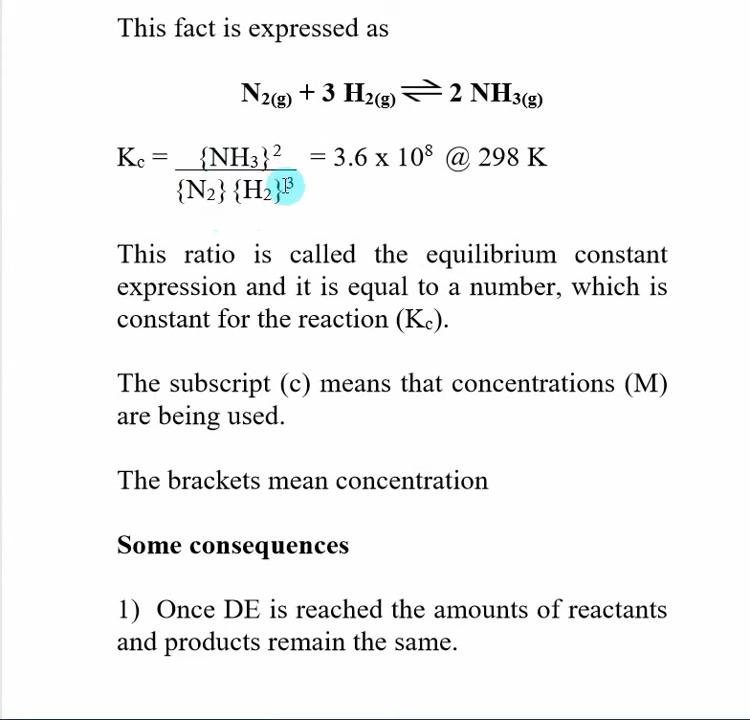 This fact is expressed as
N2(g) + 3 H2(g) ⇌ 2 NH3(g)
Kc = {NH3}² = 3.6 x 10⁸ @ 298 K
{N2} {H2}³
This ratio is called the equilibrium constant
expression and it is equal to a number, which is
constant for the reaction (Kc).
The subscript (c) means that concentrations (M)
are being used.
The brackets mean concentration
Some consequences
1) Once DE is reached the amounts of reactants
and products remain the same.